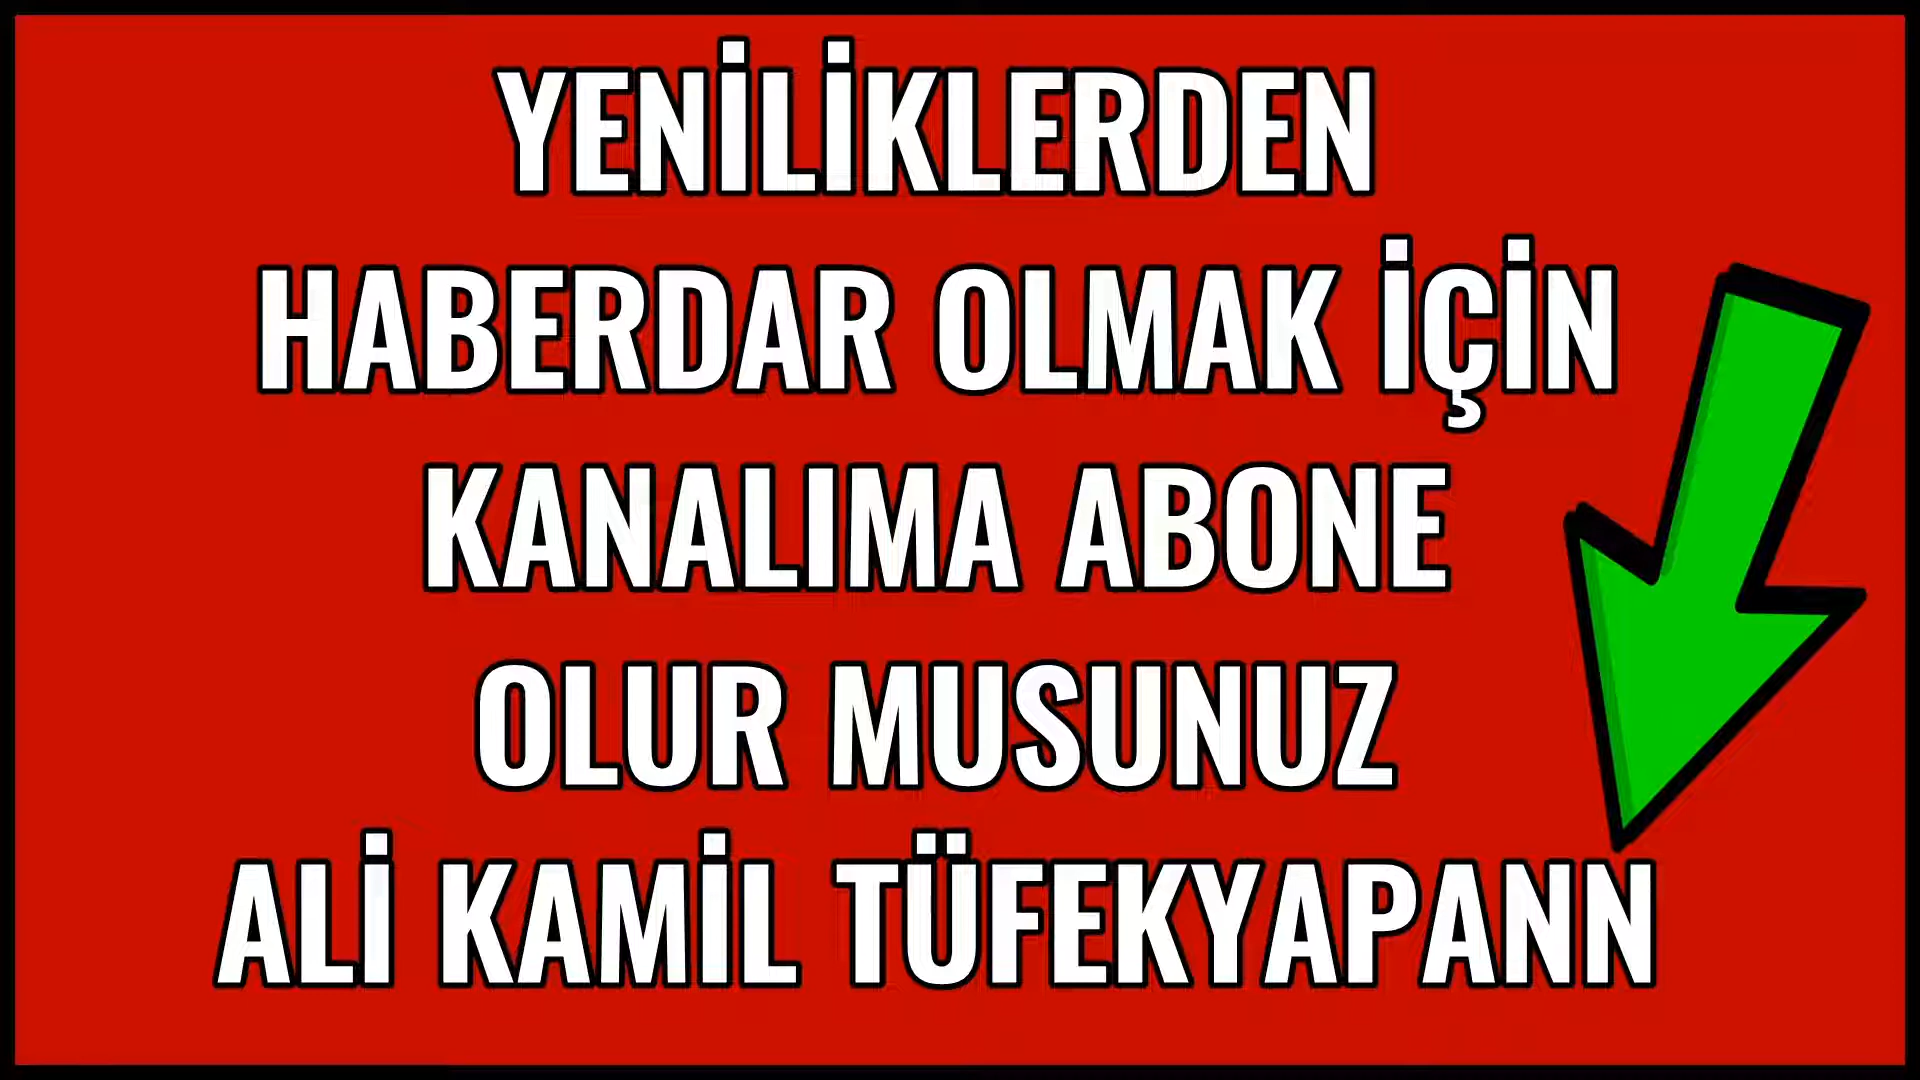 YENİLİKLERDEN
HABERDAR OLMAK İÇİN
KANALIMA ABONE
OLUR MUSUNUZ
ALİ KAMİL TÜFEKYAPANN